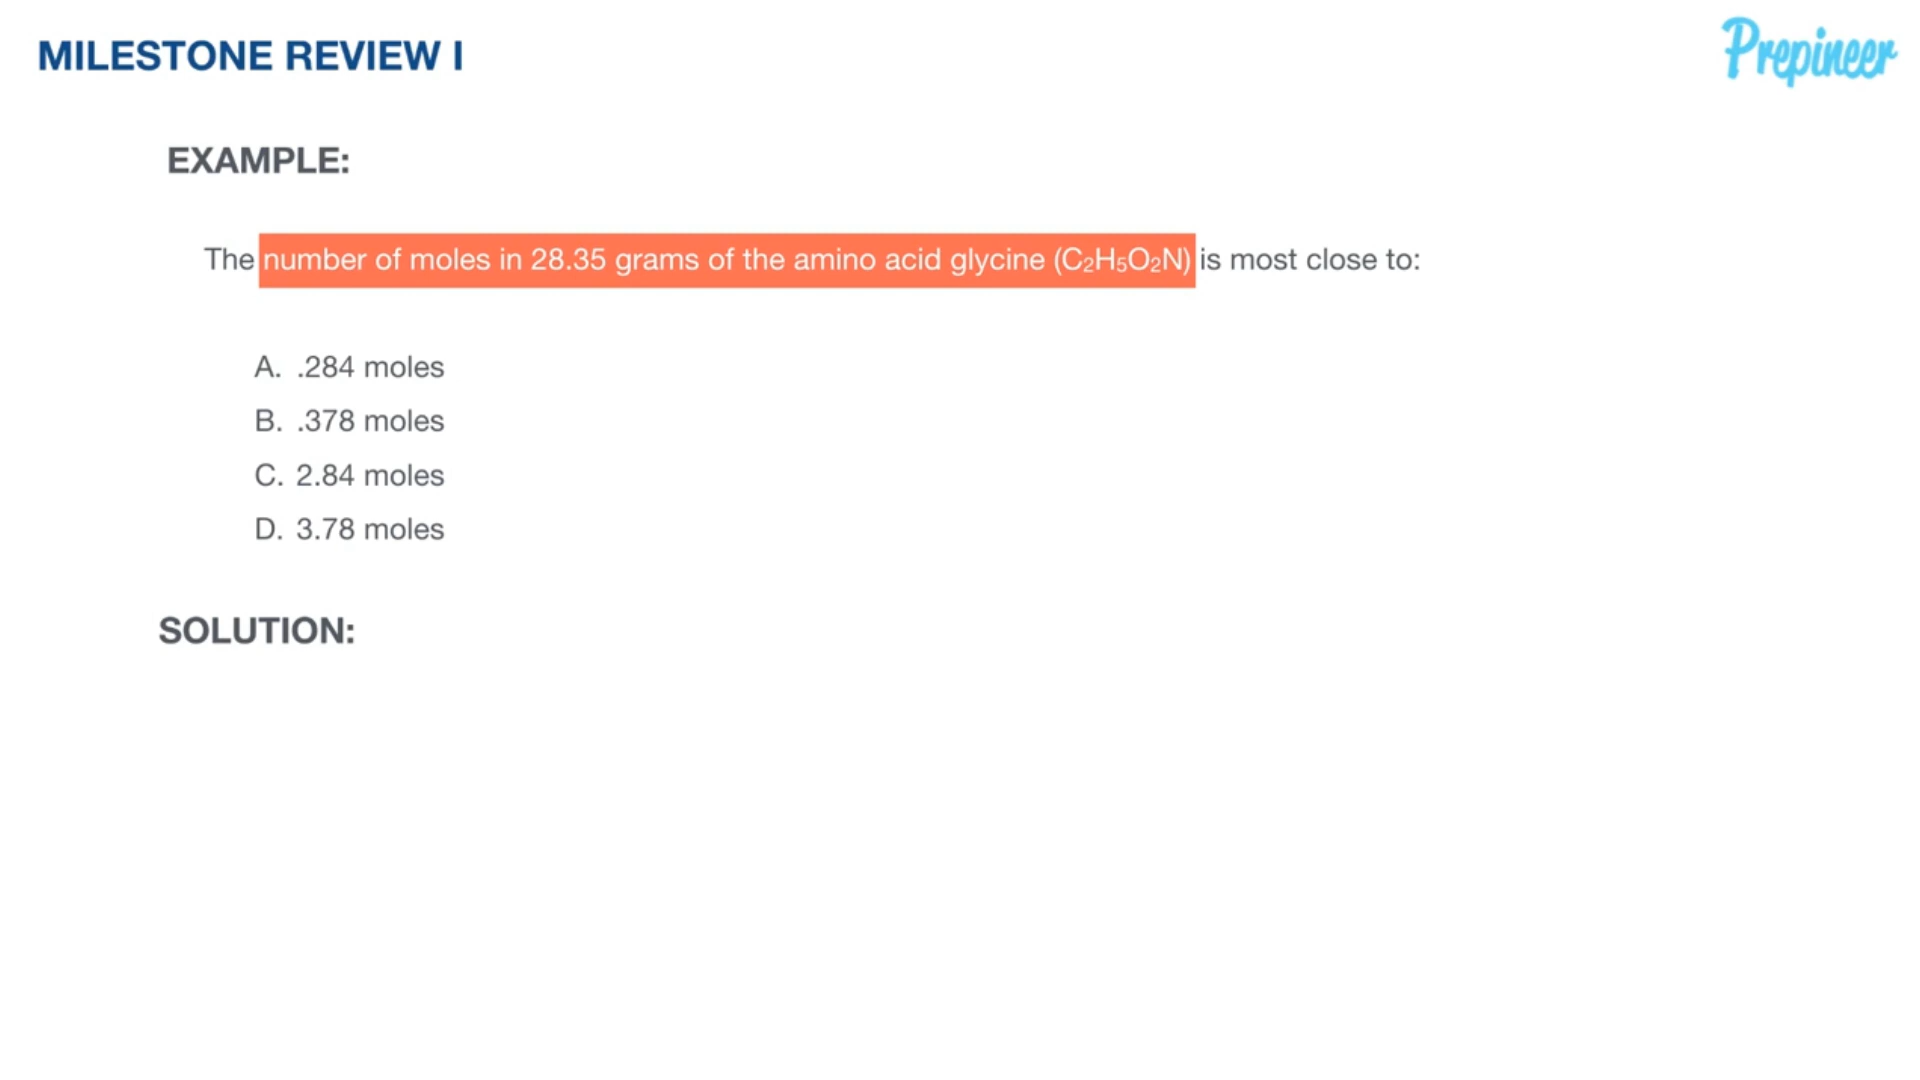 MILESTONE REVIEW I
Prepineer
EXAMPLE:
The number of moles in 28.35 grams of the amino acid glycine (C₂H₅O₂N) is most close to:
A. .284 moles
B. .378 moles
C. 2.84 moles
D. 3.78 moles
SOLUTION: